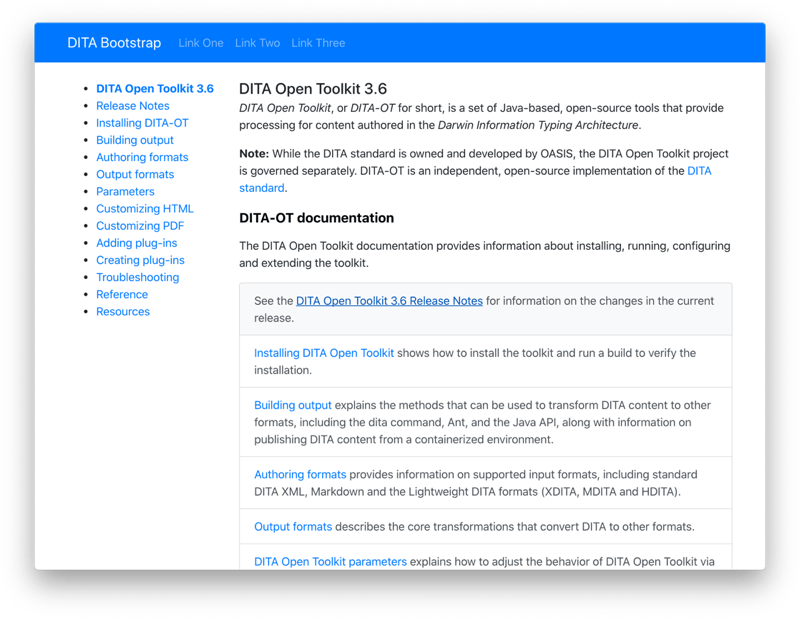 DITA Bootstrap Link One Link Two Link Three
DITA Open Toolkit 3.6
Release Notes
Installing DITA-OT
Building output
Authoring formats
Output formats
Parameters
Customizing HTML
Customizing PDF
Adding plug-ins
Creating plug-ins
Troubleshooting
Reference
Resources
DITA Open Toolkit 3.6
DITA Open Toolkit, or DITA-OT for short, is a set of Java-based, open-source tools that provide
processing for content authored in the Darwin Information Typing Architecture.
Note: While the DITA standard is owned and developed by OASIS, the DITA Open Toolkit project
is governed separately. DITA-OT is an independent, open-source implementation of the DITA
standard.
DITA-OT documentation
The DITA Open Toolkit documentation provides information about installing, running, configuring
and extending the toolkit.
See the DITA Open Toolkit 3.6 Release Notes for information on the changes in the current
release.
Installing DITA Open Toolkit shows how to install the toolkit and run a build to verify the
installation.
Building output explains the methods that can be used to transform DITA content to other
formats, including the dita command, Ant, and the Java API, along with information on
publishing DITA content from a containerized environment.
Authoring formats provides information on supported input formats, including standard
DITA XML, Markdown and the Lightweight DITA formats (XDITA, MDITA and HDITA).
Output formats describes the core transformations that convert DITA to other formats.
DITA Open Toolkit parameters explains how to adjust the behavior of DITA Open Toolkit via